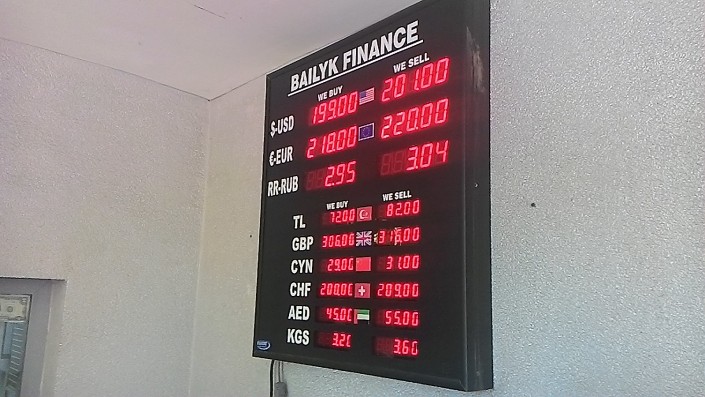 BAILYK FINANCE
WE BUY WE SELL
$-USD 199.00 201.00
€-EUR 218.00 220.00
RR-RUB 2.95 3.04
WE BUY WE SELL
TL 72.00 82.00
GBP 306.00 316.00
CYN 29.00 31.00
CHF 200.00 209.00
AED 45.00 55.00
KGS 3.20 3.60